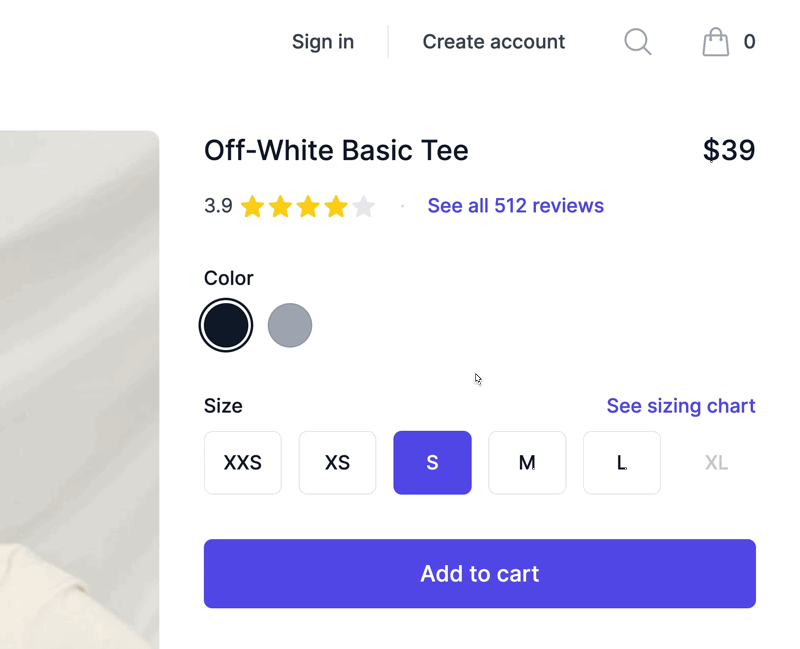 Sign in Create account 0
Off-White Basic Tee $39
3.9 · See all 512 reviews
Color
Size See sizing chart
XXS XS S M L XL
Add to cart